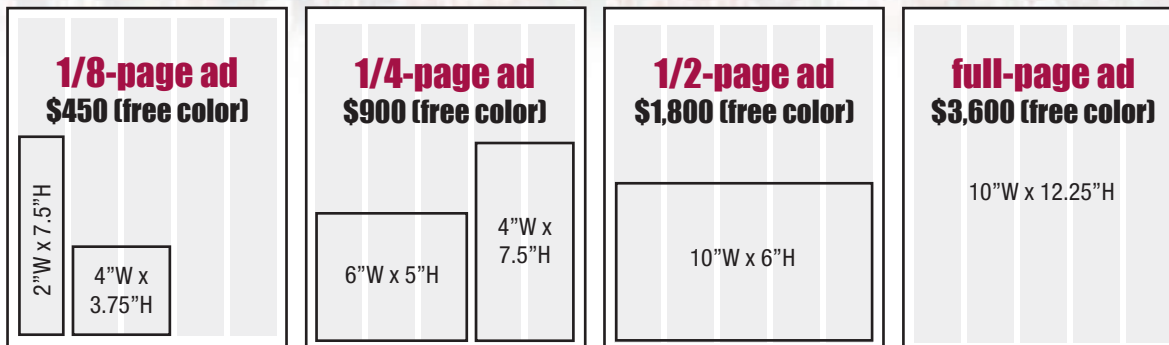 1/8-page ad
$450 (free color)
2”W x 7.5”H
4”W x
3.75”H
1/4-page ad
$900 (free color)
6”W x 5”H
4”W x
7.5”H
1/2-page ad
$1,800 (free color)
10”W x 6”H
full-page ad
$3,600 (free color)
10”W x 12.25”H